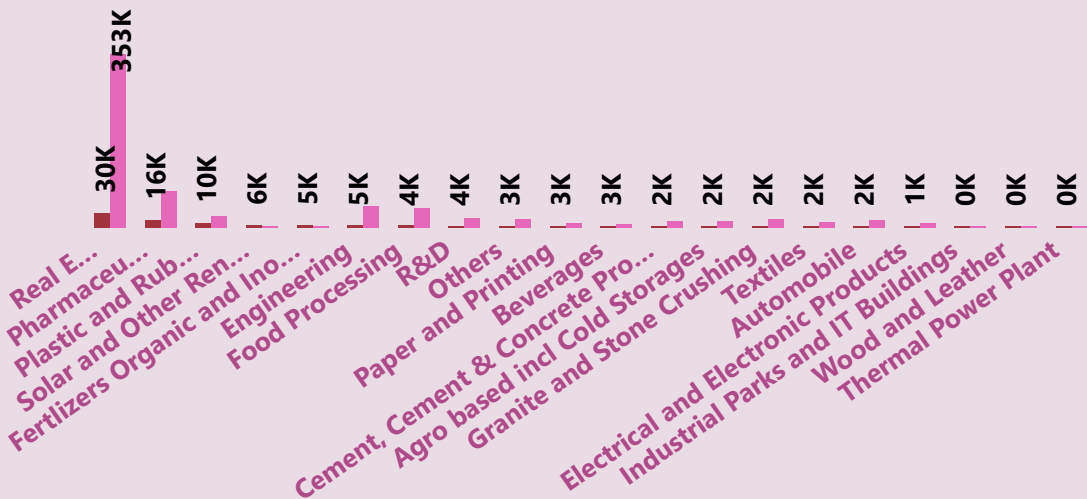 353K
30K
16K
10K
6K
5K
5K
4K
4K
3K
3K
3K
2K
2K
2K
2K
2K
1K
0K
0K
0K
Real E...
Pharmaceu...
Plastic and Rub...
Solar and Other Ren...
Fertlizers Organic and Ino...
Engineering
Food Processing
R&D
Others
Paper and Printing
Beverages
Cement, Cement & Concrete Pro...
Agro based incl Cold Storages
Granite and Stone Crushing
Textiles
Automobile
Electrical and Electronic Products
Industrial Parks and IT Buildings
Wood and Leather
Thermal Power Plant